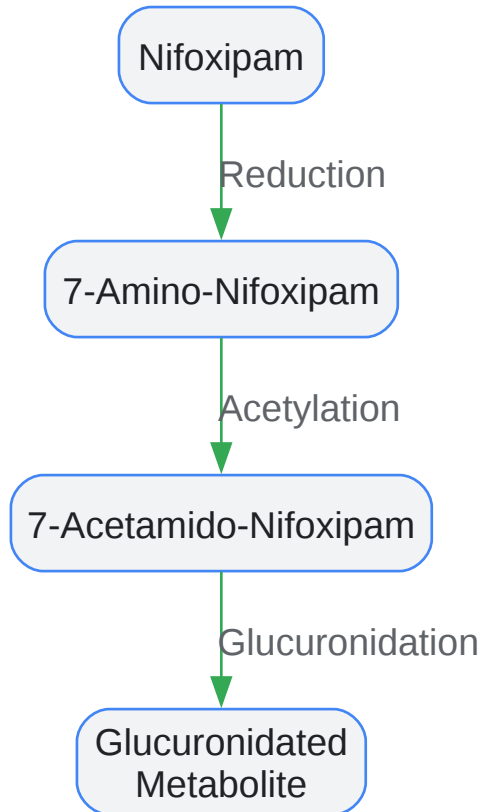 Nifoxipam
Reduction
7-Amino-Nifoxipam
Acetylation
7-Acetamido-Nifoxipam
Glucuronidation
Glucuronidated
Metabolite